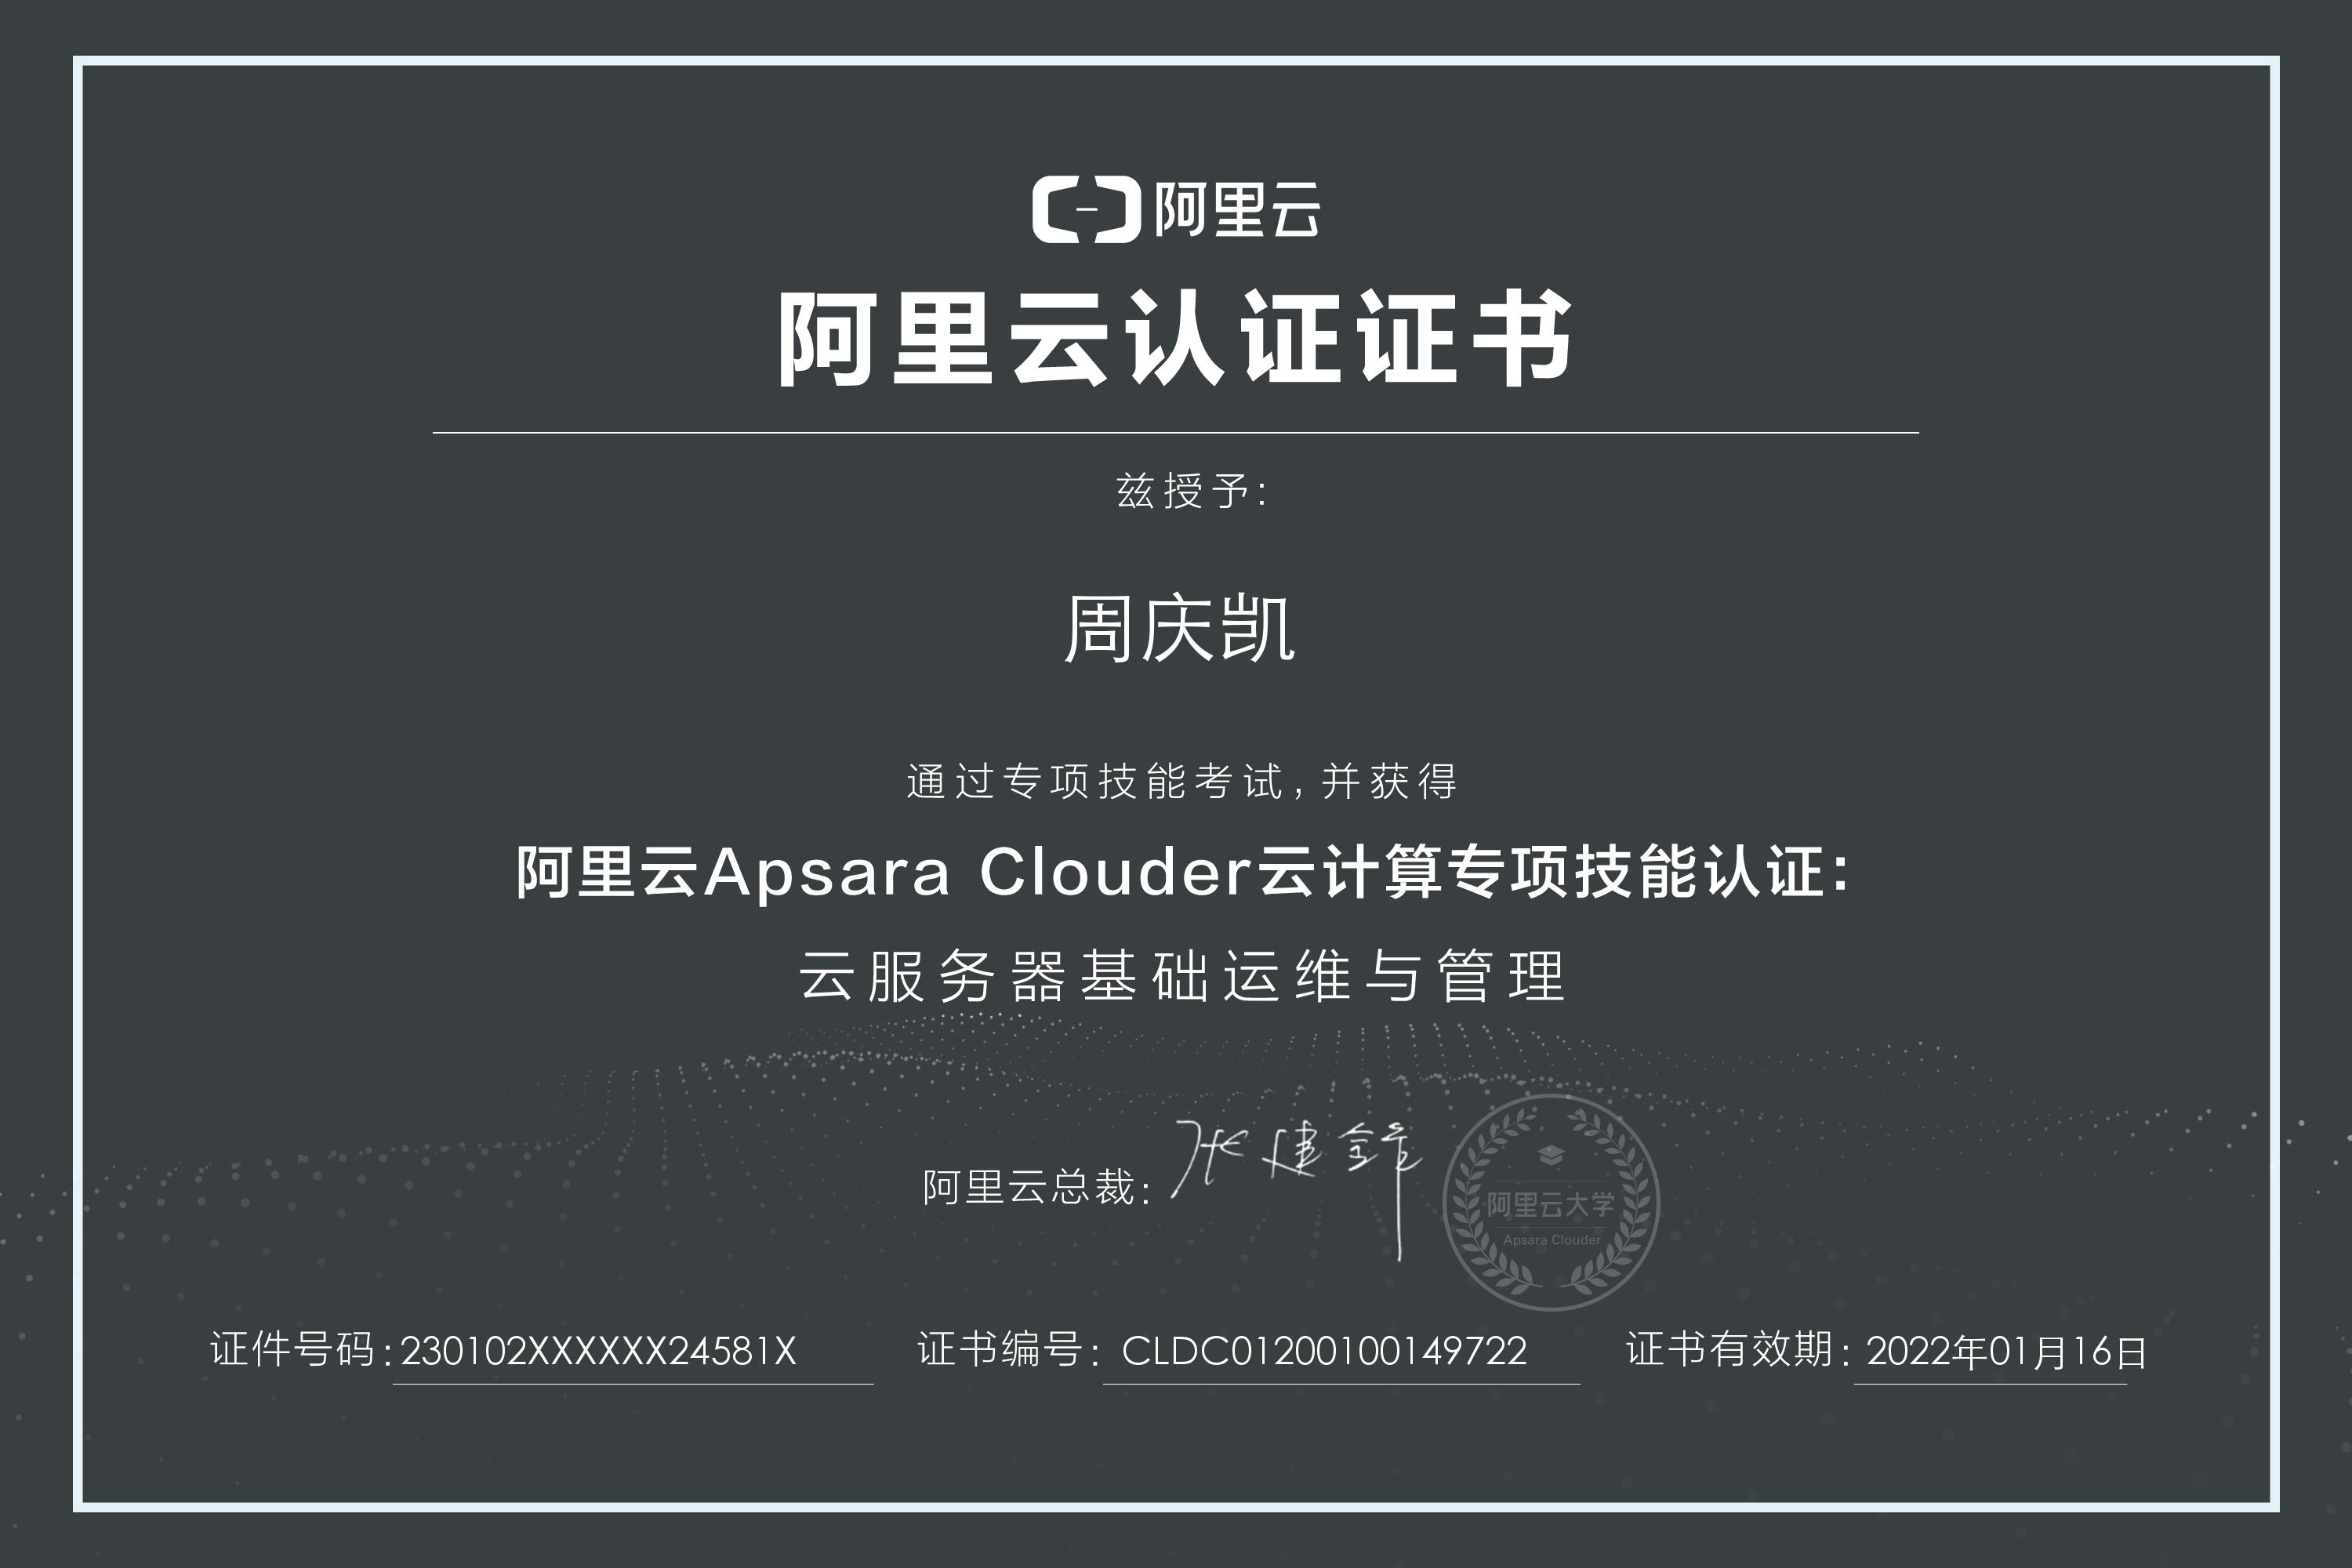 阿里云
阿里云认证证书
兹授予：
周庆凯
通过专项技能考试，并获得
阿里云Apsara Clouder云计算专项技能认证：
云服务器基础运维与管理
阿里云总裁：张建锋
阿里云大学
Apsara Clouder
证件号码：230102XXXXXX24581X 证书编号：CLDC01200100149722 证书有效期：2022年01月16日